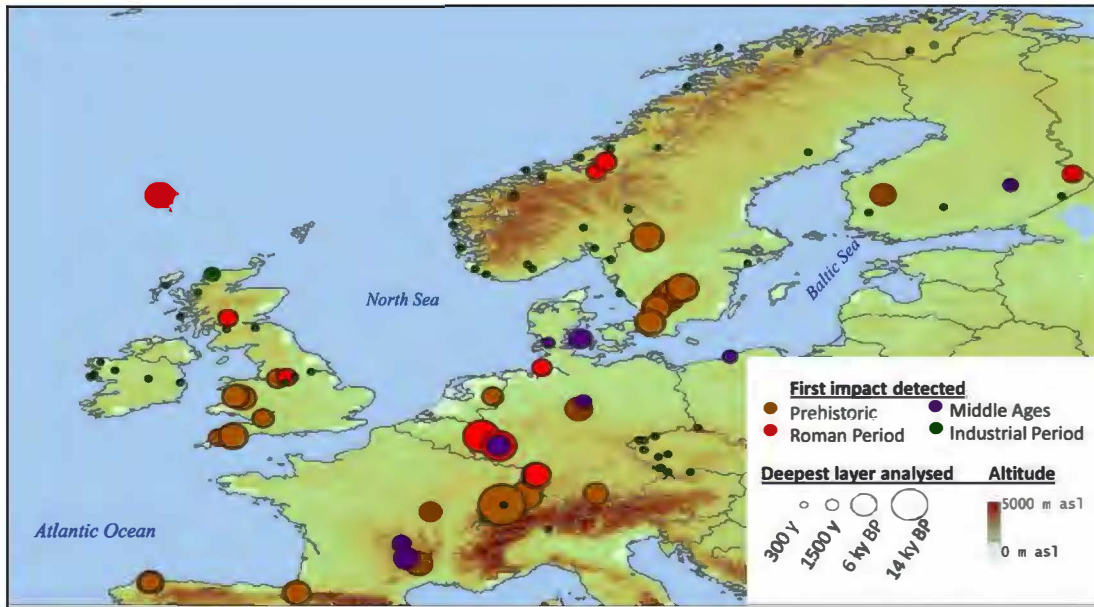 North Sea
Baltic Sea
Atlantic Ocean
First impact detected
Prehistoric
Middle Ages
Roman Period
Industrial Period
Deepest layer analysed
Altitude
300 y
1500 y
6 ky BP
14 ky BP
5000 m asl
0 m asl